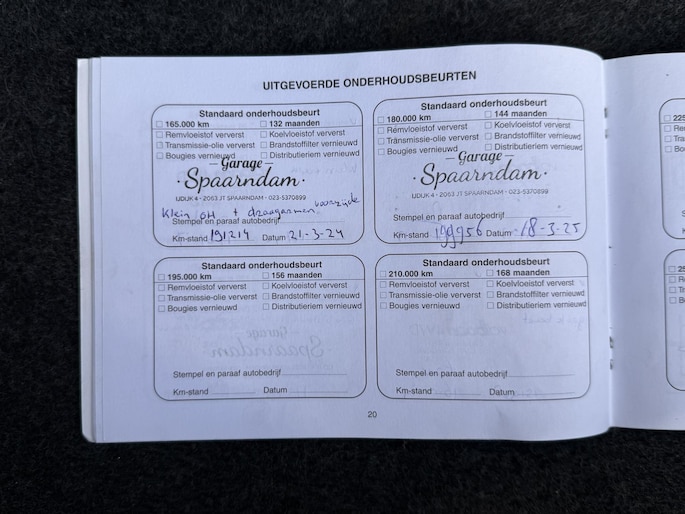 UITGEVOERDE ONDERHOUDSBEURTEN
Standaard onderhoudsbeurt
165.000 km 132 maanden
Remvloeistof ververst Koelvloeistof ververst
Transmissie-olie ververst Brandstoffilter vernieuwd
Bougies vernieuwd Distributieriem vernieuwd
Garage
Spaarndam
IJDIJK 4 - 2063 JT SPAARNDAM - 023-5370899
Klein OH + draagarmen voorzijde
Stempel en paraaf autobedrijf
Km-stand 191214 Datum 21-3-24
Standaard onderhoudsbeurt
180.000 km 144 maanden
Remvloeistof ververst Koelvloeistof ververst
Transmissie-olie ververst Brandstoffilter vernieuwd
Bougies vernieuwd Distributieriem vernieuwd
Garage
Spaarndam
IJDIJK 4 - 2063 JT SPAARNDAM - 023-5370899
Stempel en paraaf autobedrijf
Km-stand 199956 Datum 18-3-25
Standaard onderhoudsbeurt
195.000 km 156 maanden
Remvloeistof ververst Koelvloeistof ververst
Transmissie-olie ververst Brandstoffilter vernieuwd
Bougies vernieuwd Distributieriem vernieuwd
Stempel en paraaf autobedrijf
Km-stand Datum
Standaard onderhoudsbeurt
210.000 km 168 maanden
Remvloeistof ververst Koelvloeistof ververst
Transmissie-olie ververst Brandstoffilter vernieuwd
Bougies vernieuwd Distributieriem vernieuwd
Stempel en paraaf autobedrijf
Km-stand Datum
20